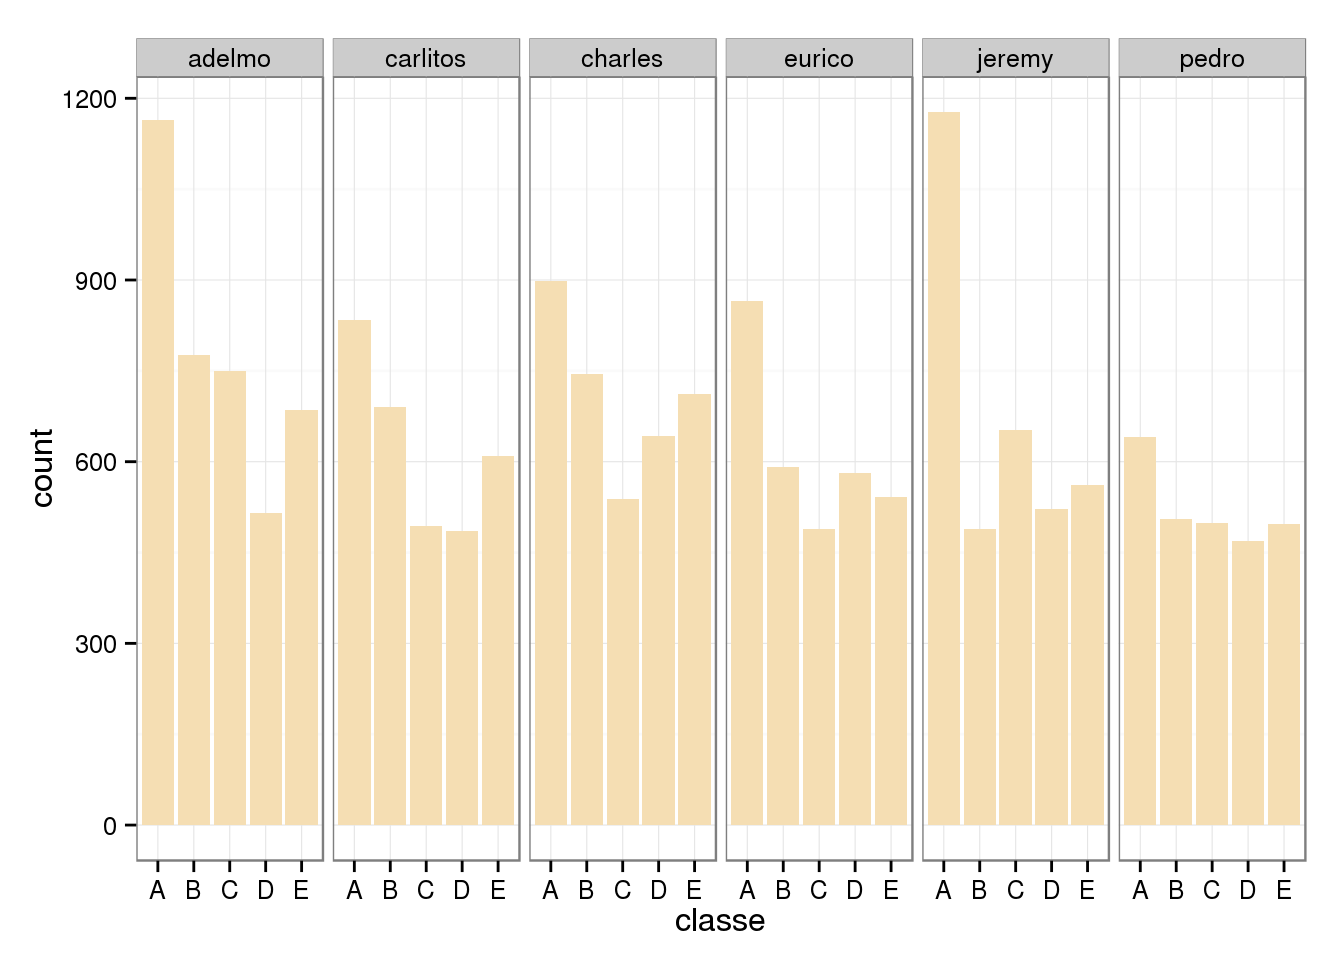 adelmo carlitos charles eurico jeremy pedro
1200
900
600
300
0
count
A B C D E A B C D E A B C D E A B C D E A B C D E A B C D E
classe